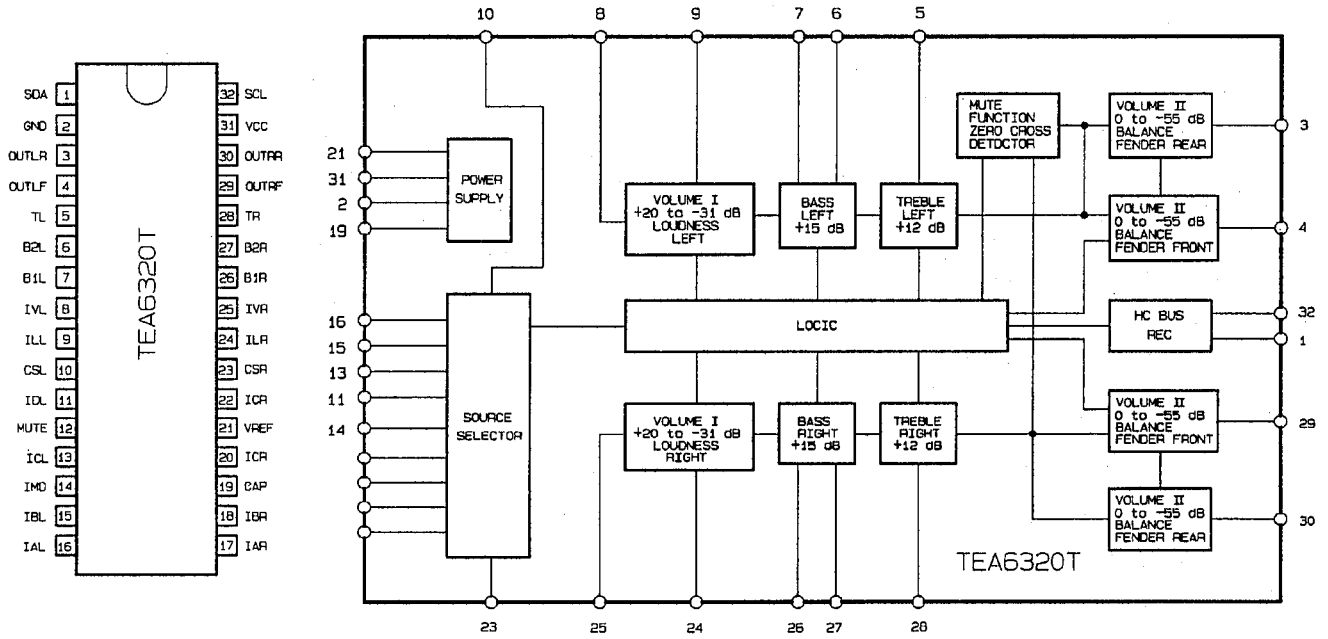 SDA 1
GND 2
OUTLR 3
OUTLF 4
TL 5
B2L 6
B1L 7
IVL 8
ILL 9
CSL 10
IDL 11
MUTE 12
ICL 13
IMO 14
IBL 15
IAL 16
TEA6320T
32 SCL
31 VCC
30 OUTRR
29 OUTRF
28 TR
27 B2R
26 B1R
25 IVR
24 ILR
23 CSR
22 ICR
21 VREF
20 ICR
19 CAP
18 IBR
17 IAR
10
8
9
7
6
5
21
31
2
19
POWER
SUPPLY
16
15
13
11
14
SOURCE
SELECTOR
VOLUME I
+20 to -31 dB
LOUDNESS
LEFT
BASS
LEFT
+15 dB
TREBLE
LEFT
+12 dB
MUTE
FUNCTION
ZERO CROSS
DETDCTOR
VOLUME II
0 to -55 dB
BALANCE
FENDER REAR
3
VOLUME II
0 to -55 dB
BALANCE
FENDER FRONT
4
LOCIC
HC BUS
REC
32
1
VOLUME I
+20 to -31 dB
LOUDNESS
RIGHT
BASS
RIGHT
+15 dB
TREBLE
RIGHT
+12 dB
VOLUME II
0 to -55 dB
BALANCE
FENDER FRONT
29
VOLUME II
0 to -55 dB
BALANCE
FENDER REAR
30
TEA6320T
23
25
24
26
27
28